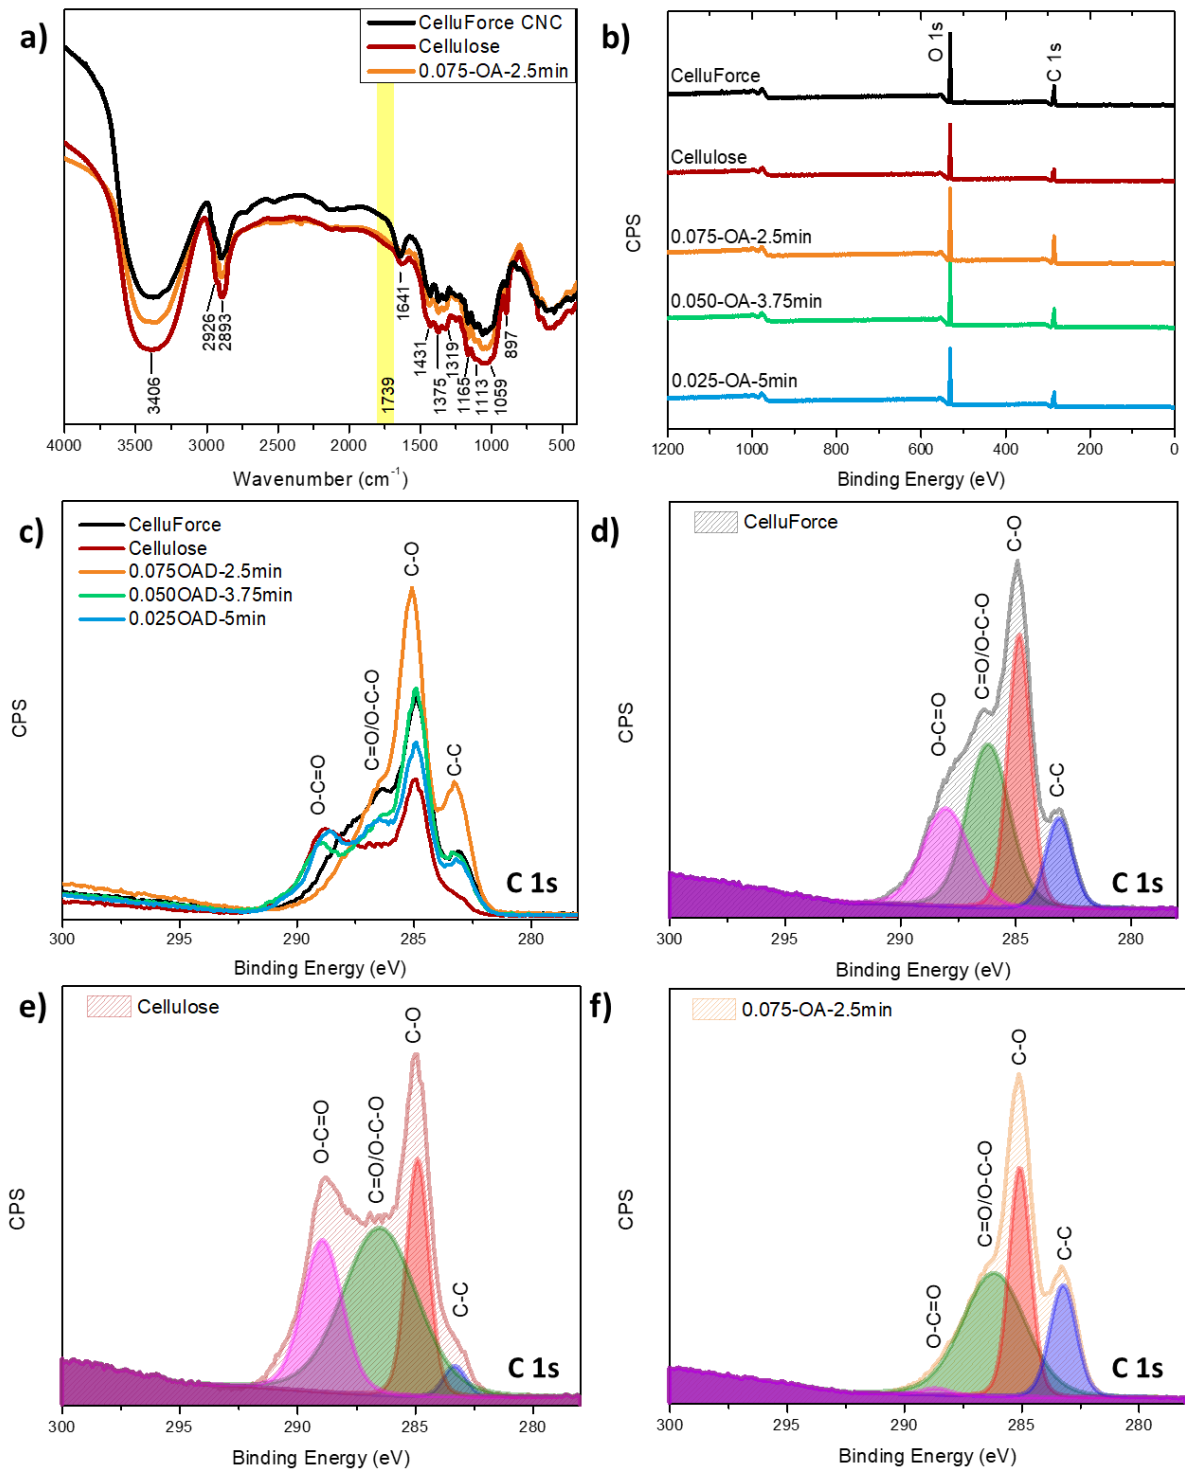 a)
CelluForce CNC
Cellulose
0.075-OA-2.5min
3406
2926
2893
1739
1641
1431
1375
1319
1165
1113
1059
897
4000 3500 3000 2500 2000 1500 1000 500
Wavenumber (cm⁻¹)
b)
O 1s
C 1s
CelluForce
Cellulose
0.075-OA-2.5min
0.050-OA-3.75min
0.025-OA-5min
CPS
1200 1000 800 600 400 200 0
Binding Energy (eV)
c)
CelluForce
Cellulose
0.075OAD-2.5min
0.050OAD-3.75min
0.025OAD-5min
O-C=O
C=O/O-C-O
C-O
C-C
C 1s
CPS
300 295 290 285 280
Binding Energy (eV)
d)
CelluForce
O-C=O
C=O/O-C-O
C-O
C-C
C 1s
CPS
300 295 290 285 280
Binding Energy (eV)
e)
Cellulose
O-C=O
C=O/O-C-O
C-O
C-C
C 1s
CPS
300 295 290 285 280
Binding Energy (eV)
f)
0.075-OA-2.5min
O-C=O
C=O/O-C-O
C-O
C-C
C 1s
CPS
300 295 290 285 280
Binding Energy (eV)